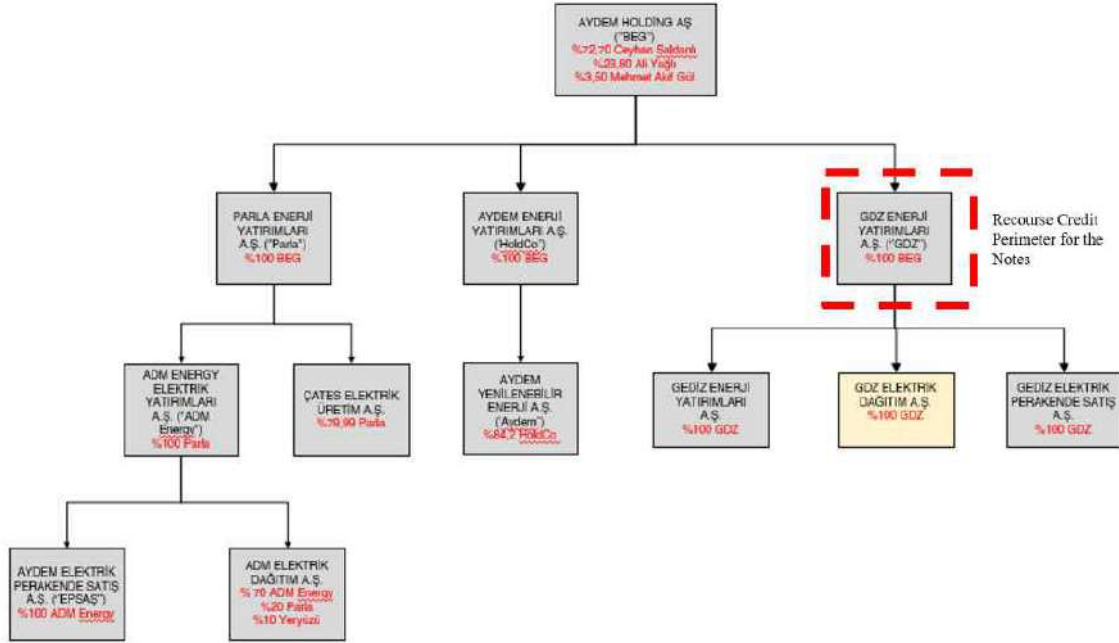 AYDEM HOLDİNG AŞ
("BEG")
%72,70 Ceyhan Saldanlı
%23,80 Ali Yağlı
%3,50 Mehmet Akif Gül
PARLA ENERJİ
YATIRIMLARI
A.Ş. ("Parla")
%100 BEG
AYDEM ENERJİ
YATIRIMLARI A.Ş.
("HoldCo")
%100 BEG
GDZ ENERJİ
YATIRIMLARI
A.Ş. ("GDZ")
%100 BEG
Recourse Credit
Perimeter for the
Notes
ADM ENERGY
ELEKTRİK
YATIRIMLARI
A.Ş. ("ADM
Energy")
%100 Parla
ÇATES ELEKTRİK
ÜRETİM A.Ş.
Parla
AYDEM
YENİLENEBİLİR
ENERJİ A.Ş.
("Aydem")
%84,2 HoldCo
GEDİZ ENERJİ
YATIRIMLARI
A.Ş.
%100 GDZ
GDZ ELEKTRİK
DAĞITIM A.Ş.
%100 GDZ
GEDİZ ELEKTRİK
PERAKENDE SATIŞ
A.Ş.
%100 GDZ
AYDEM ELEKTRİK
PERAKENDE SATIŞ
A.Ş. ("EPSAŞ")
%100 ADM Energy
ADM ELEKTRİK
DAĞITIM A.Ş.
% 70 ADM Energy
%20 Parla
%10 Yeryüzü